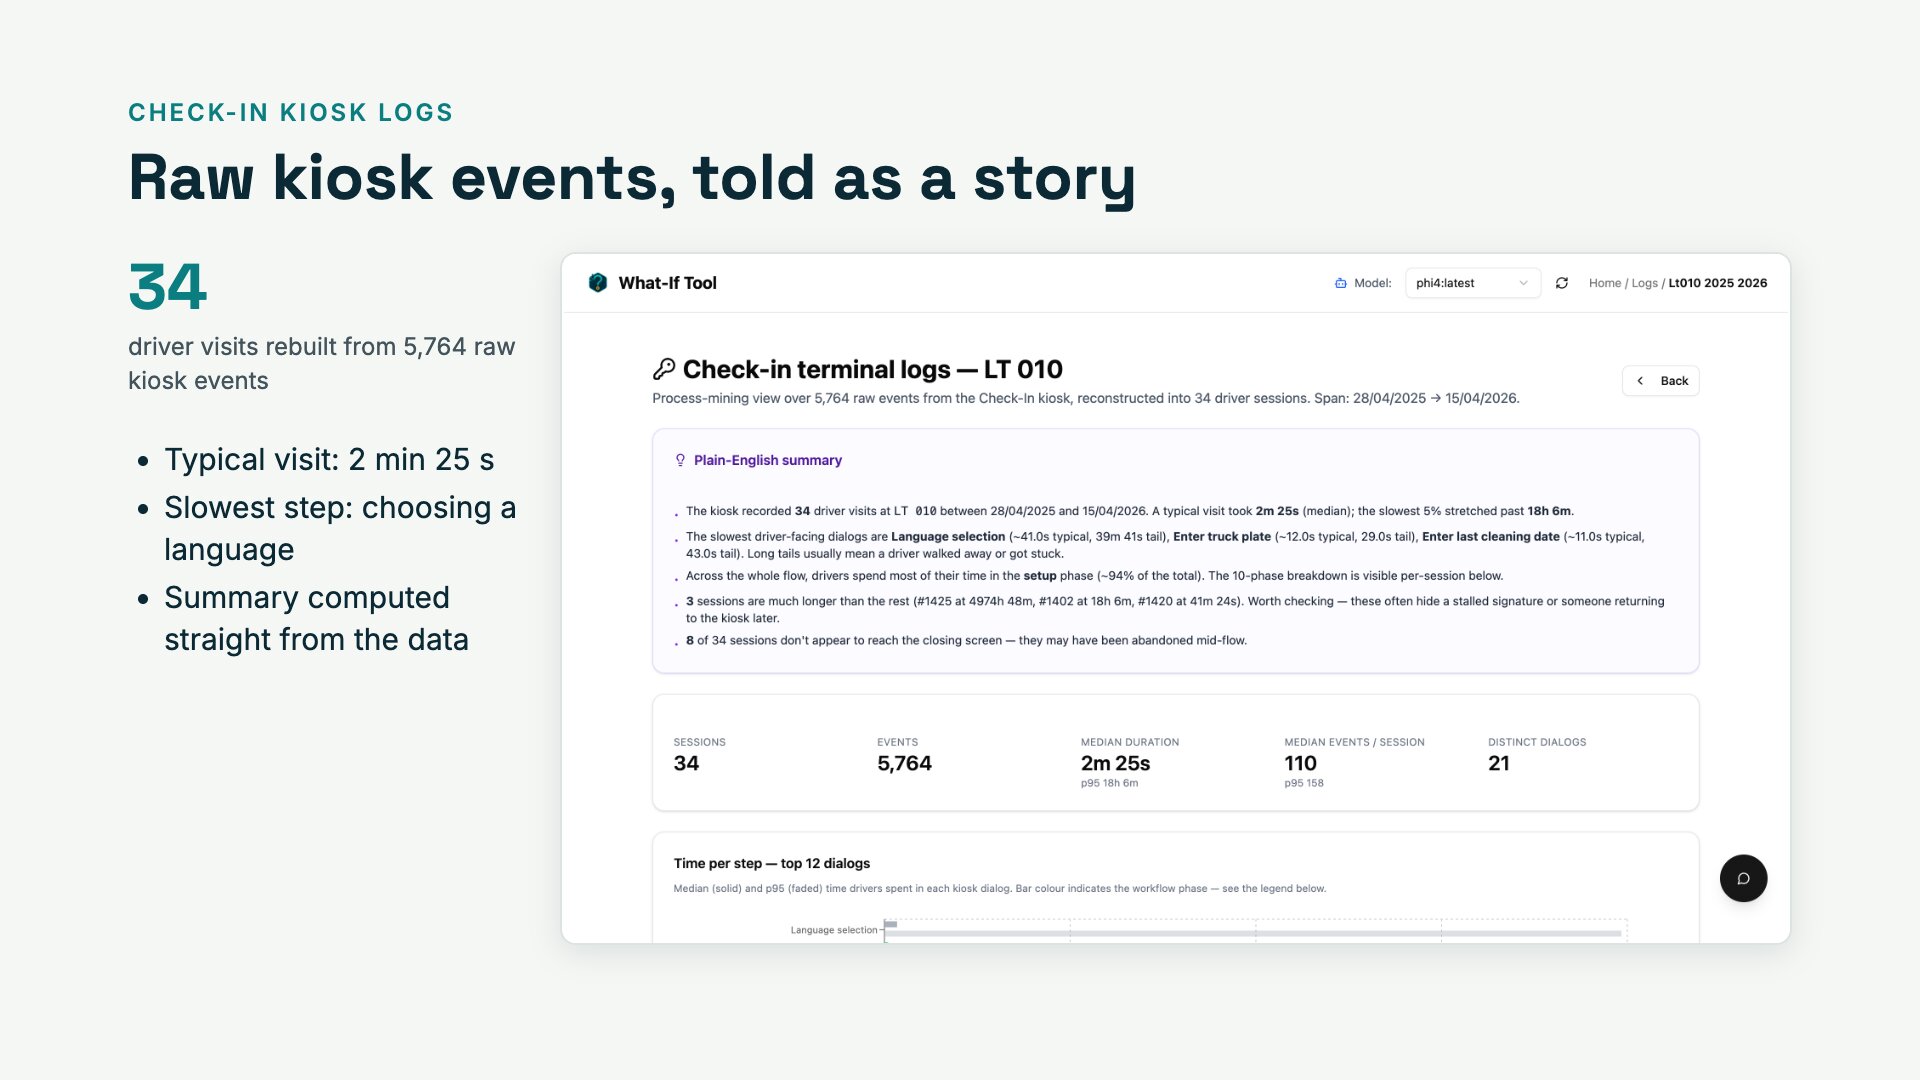 CHECK-IN KIOSK LOGS
Raw kiosk events, told as a story
34
driver visits rebuilt from 5,764 raw
kiosk events
• Typical visit: 2 min 25 s
• Slowest step: choosing a
language
• Summary computed
straight from the data
What-If Tool
Model:
phi4:latest
Home / Logs / Lt010 2025 2026
Check-in terminal logs — LT 010
Process-mining view over 5,764 raw events from the Check-In kiosk, reconstructed into 34 driver sessions. Span: 28/04/2025 → 15/04/2026.
Back
Plain-English summary
• The kiosk recorded 34 driver visits at LT 010 between 28/04/2025 and 15/04/2026. A typical visit took 2m 25s (median); the slowest 5% stretched past 18h 6m.
• The slowest driver-facing dialogs are Language selection (~41.0s typical, 39m 41s tail), Enter truck plate (~12.0s typical, 29.0s tail), Enter last cleaning date (~11.0s typical,
43.0s tail). Long tails usually mean a driver walked away or got stuck.
• Across the whole flow, drivers spend most of their time in the setup phase (~94% of the total). The 10-phase breakdown is visible per-session below.
• 3 sessions are much longer than the rest (#1425 at 4974h 48m, #1402 at 18h 6m, #1420 at 41m 24s). Worth checking — these often hide a stalled signature or someone returning
to the kiosk later.
• 8 of 34 sessions don't appear to reach the closing screen — they may have been abandoned mid-flow.
SESSIONS
34
EVENTS
5,764
MEDIAN DURATION
2m 25s
p95 18h 6m
MEDIAN EVENTS / SESSION
110
p95 158
DISTINCT DIALOGS
21
Time per step — top 12 dialogs
Median (solid) and p95 (faded) time drivers spent in each kiosk dialog. Bar colour indicates the workflow phase — see the legend below.
Language selection